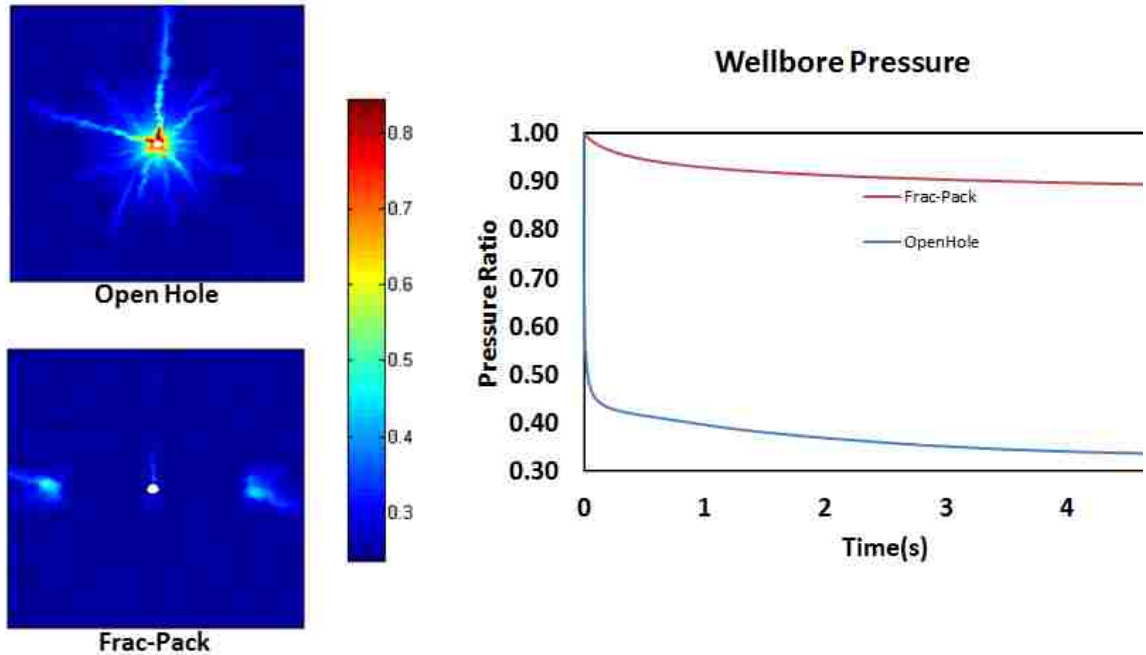 Open Hole
Frac-Pack
0.8
0.7
0.6
0.5
0.4
0.3
Wellbore Pressure
Pressure Ratio
1.00
0.90
0.80
0.70
0.60
0.50
0.40
0.30
Frac-Pack
OpenHole
0 1 2 3 4
Time(s)